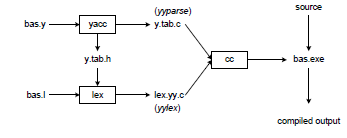 source
(yyparse)
bas.y
yacc
y.tab.c
y.tab.h
cc
bas.exe
bas.l
lex
lex.yy.c
(yylex)
compiled output